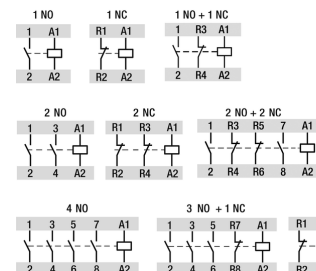 1 NO 1 NC 1 NO + 1 NC
1 A1 R1 A1 1 R3 A1
2 A2 R2 A2 2 R4 A2
2 NO 2 NC 2 NO + 2 NC
1 3 A1 R1 R3 A1 1 R3 R5 7 A1
2 4 A2 R2 R4 A2 2 R4 R6 8 A2
4 NO 3 NO + 1 NC
1 3 5 7 A1 1 3 5 R7 A1 R1
2 4 6 8 A2 2 4 6 R8 A2 R2